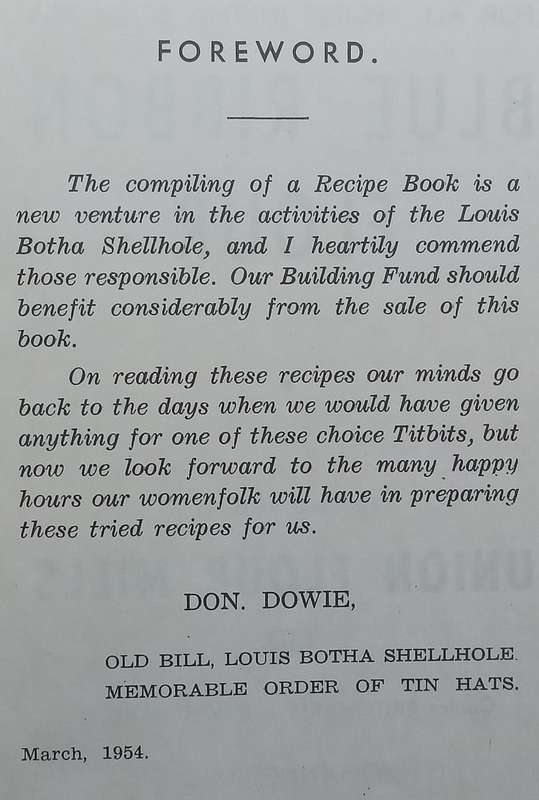 FOREWORD.
The compiling of a Recipe Book is a
new venture in the activities of the Louis
Botha Shellhole, and I heartily commend
those responsible. Our Building Fund should
benefit considerably from the sale of this
book.
On reading these recipes our minds go
back to the days when we would have given
anything for one of these choice Titbits, but
now we look forward to the many happy
hours our womenfolk will have in preparing
these tried recipes for us.
DON. DOWIE,
OLD BILL, LOUIS BOTHA SHELLHOLE.
MEMORABLE ORDER OF TIN HATS.
March, 1954.